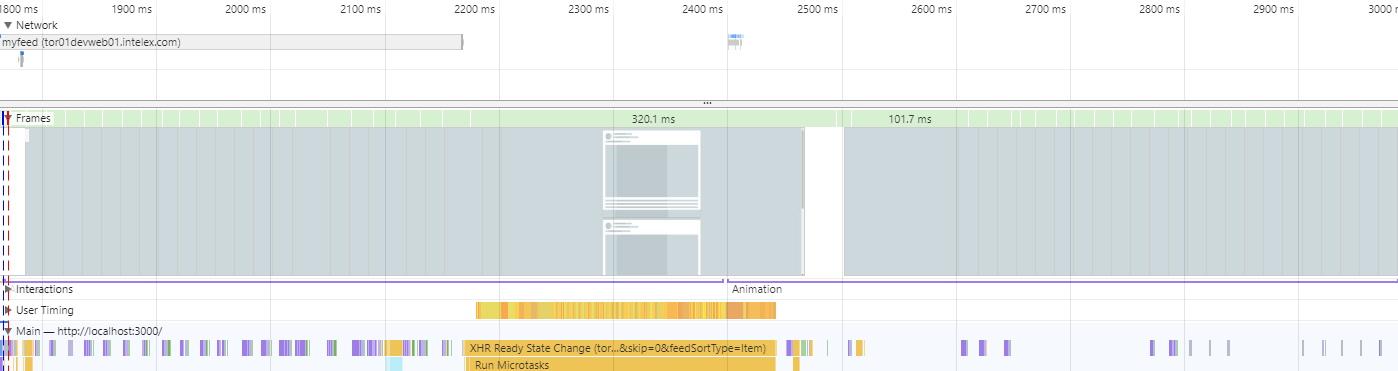 1800 ms 1900 ms 2000 ms 2100 ms 2200 ms 2300 ms 2400 ms 2500 ms 2600 ms 2700 ms 2800 ms 2900 ms 3000 m
Network
myfeed (tor01devweb01.intelex.com)
...
Frames 320.1 ms 101.7 ms
Interactions Animation
User Timing
Main — http://localhost:3000/
XHR Ready State Change (tor...&skip=0&feedSortType=Item)
Run Microtasks